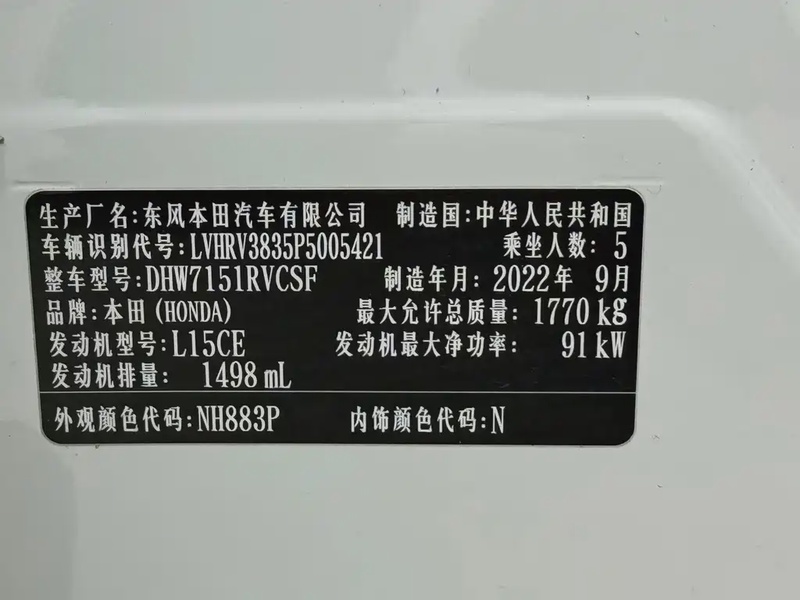 生产厂名:东风本田汽车有限公司 制造国:中华人民共和国
车辆识别代号:LVHRV3835P5005421 乘坐人数:5
整车型号:DHW7151RVCSF 制造年月:2022年 9月
品牌:本田(HONDA) 最大允许总质量:1770 kg
发动机型号:L15CE 发动机最大净功率: 91 kW
发动机排量: 1498 mL
外观颜色代码:NH883P 内饰颜色代码:N